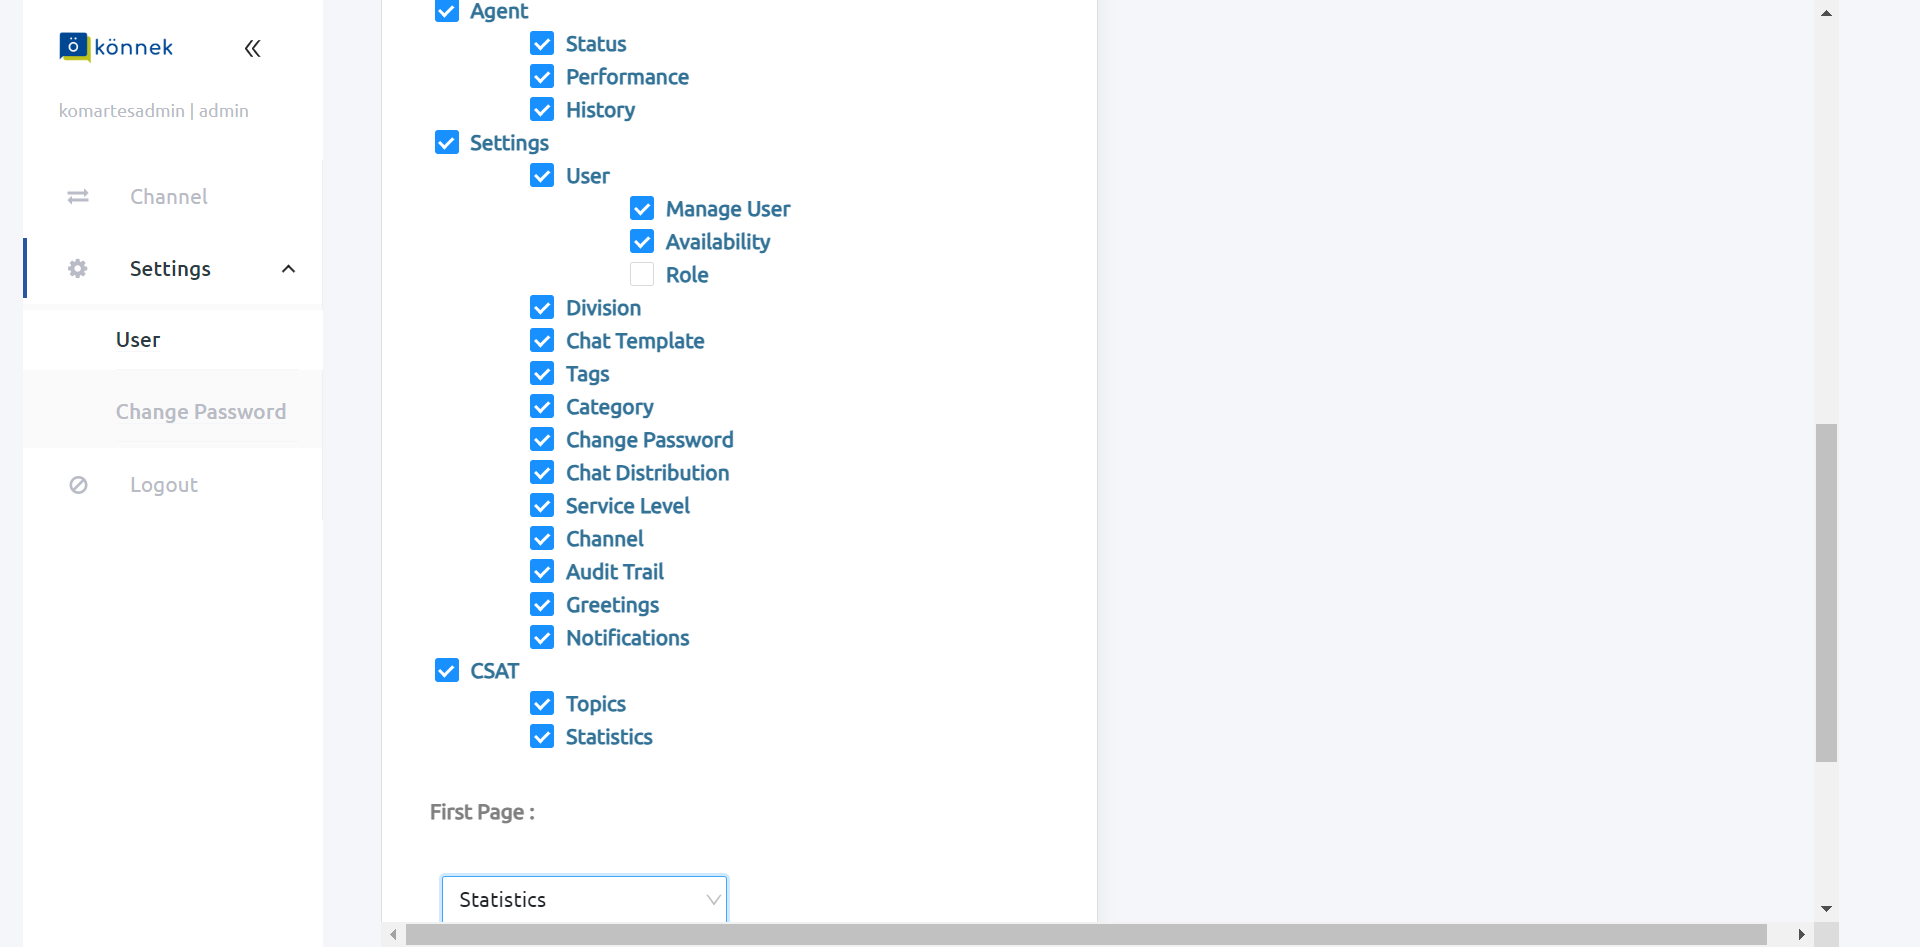 ö könnek
komartesadmin | admin
Channel
Settings
User
Change Password
Logout
Agent
Status
Performance
History
Settings
User
Manage User
Availability
Role
Division
Chat Template
Tags
Category
Change Password
Chat Distribution
Service Level
Channel
Audit Trail
Greetings
Notifications
CSAT
Topics
Statistics
First Page :
Statistics